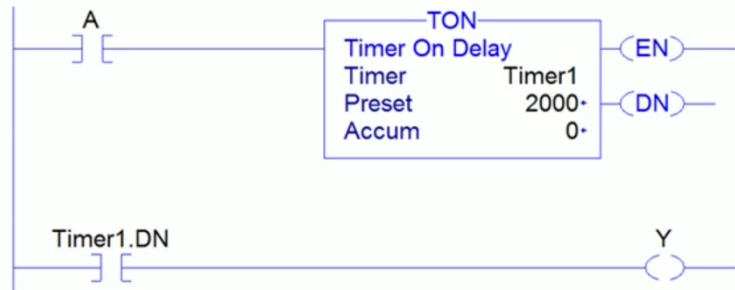 A
TON
Timer On Delay
EN
Timer Timer1
Preset 2000
DN
Accum 0
Timer1.DN
Y